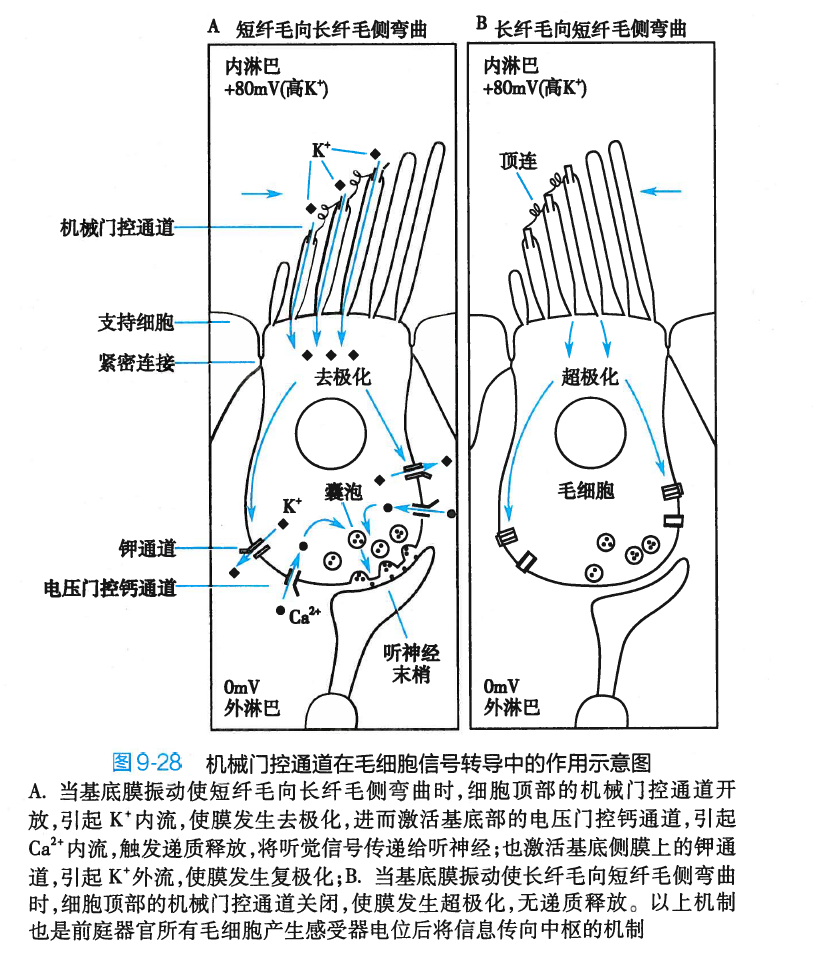 A 短纤毛向长纤毛侧弯曲
B 长纤毛向短纤毛侧弯曲
内淋巴
+80mV(高K⁺)
内淋巴
+80mV(高K⁺)
K⁺
顶连
机械门控通道
支持细胞
紧密连接
去极化
超极化
囊泡
毛细胞
K⁺
钾通道
电压门控钙通道
Ca²⁺
听神经
末梢
0mV
外淋巴
0mV
外淋巴
图9-28 机械门控通道在毛细胞信号转导中的作用示意图
A. 当基底膜振动使短纤毛向长纤毛侧弯曲时,细胞顶部的机械门控通道开
放,引起 K⁺内流,使膜发生去极化,进而激活基底部的电压门控钙通道,引起
Ca²⁺内流,触发递质释放,将听觉信号传递给听神经;也激活基底侧膜上的钾通
道,引起 K⁺外流,使膜发生复极化;B. 当基底膜振动使长纤毛向短纤毛侧弯曲
时,细胞顶部的机械门控通道关闭,使膜发生超极化,无递质释放。以上机制
也是前庭器官所有毛细胞产生感受器电位后将信息传向中枢的机制